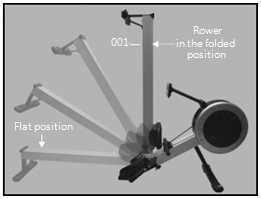 001
Rower
in the folded
position
Flat position